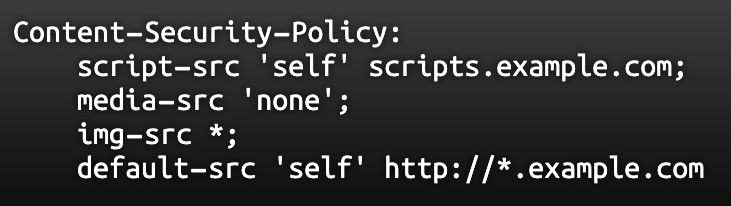 Content-Security-Policy:
    script-src 'self' scripts.example.com;
    media-src 'none';
    img-src *;
    default-src 'self' http://*.example.com